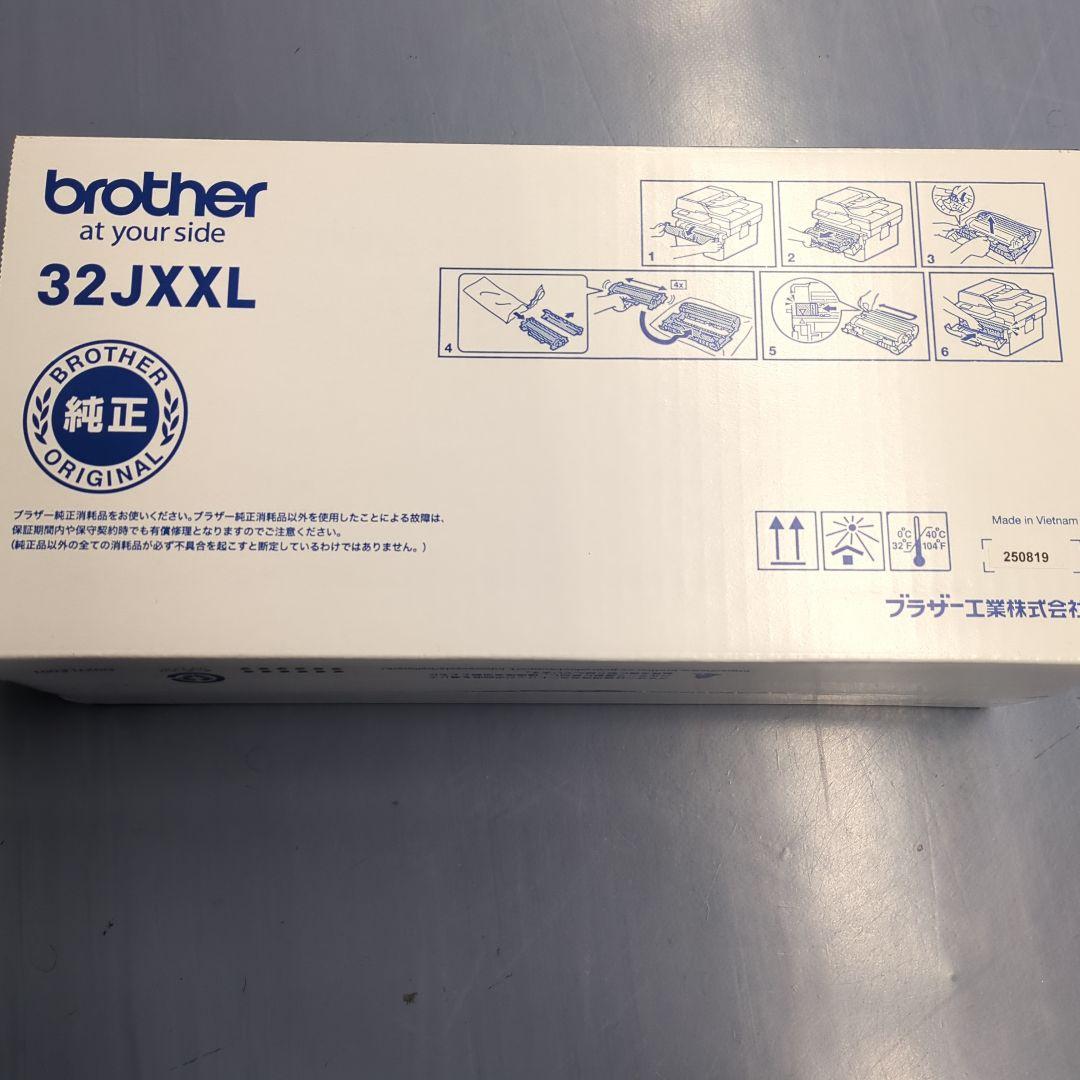 brother
at your side
32JXXL
BROTHER
純正
ORIGINAL
1
2
3
4x
4
5
6
ブラザー純正消耗品をお使いください。ブラザー純正消耗品以外を使用したことによる故障は、
保証期間内や保守契約時でも有償修理となりますのでご注意ください。
(純正品以外の全ての消耗品が必ず不具合を起こすと断定しているわけではありません。)
0℃
32°F
40℃
104°F
Made in Vietnam
250819
ブラザー工業株式会社